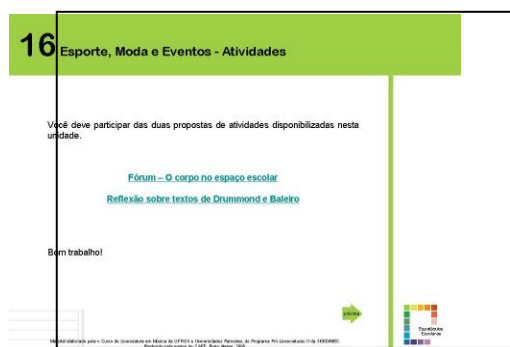 16 Esporte, Moda e Eventos - Atividades
Você deve participar das duas propostas de atividades disponibilizadas nesta
unidade.
Fórum – O corpo no espaço escolar
Reflexão sobre textos de Drummond e Baleiro
Bom trabalho!